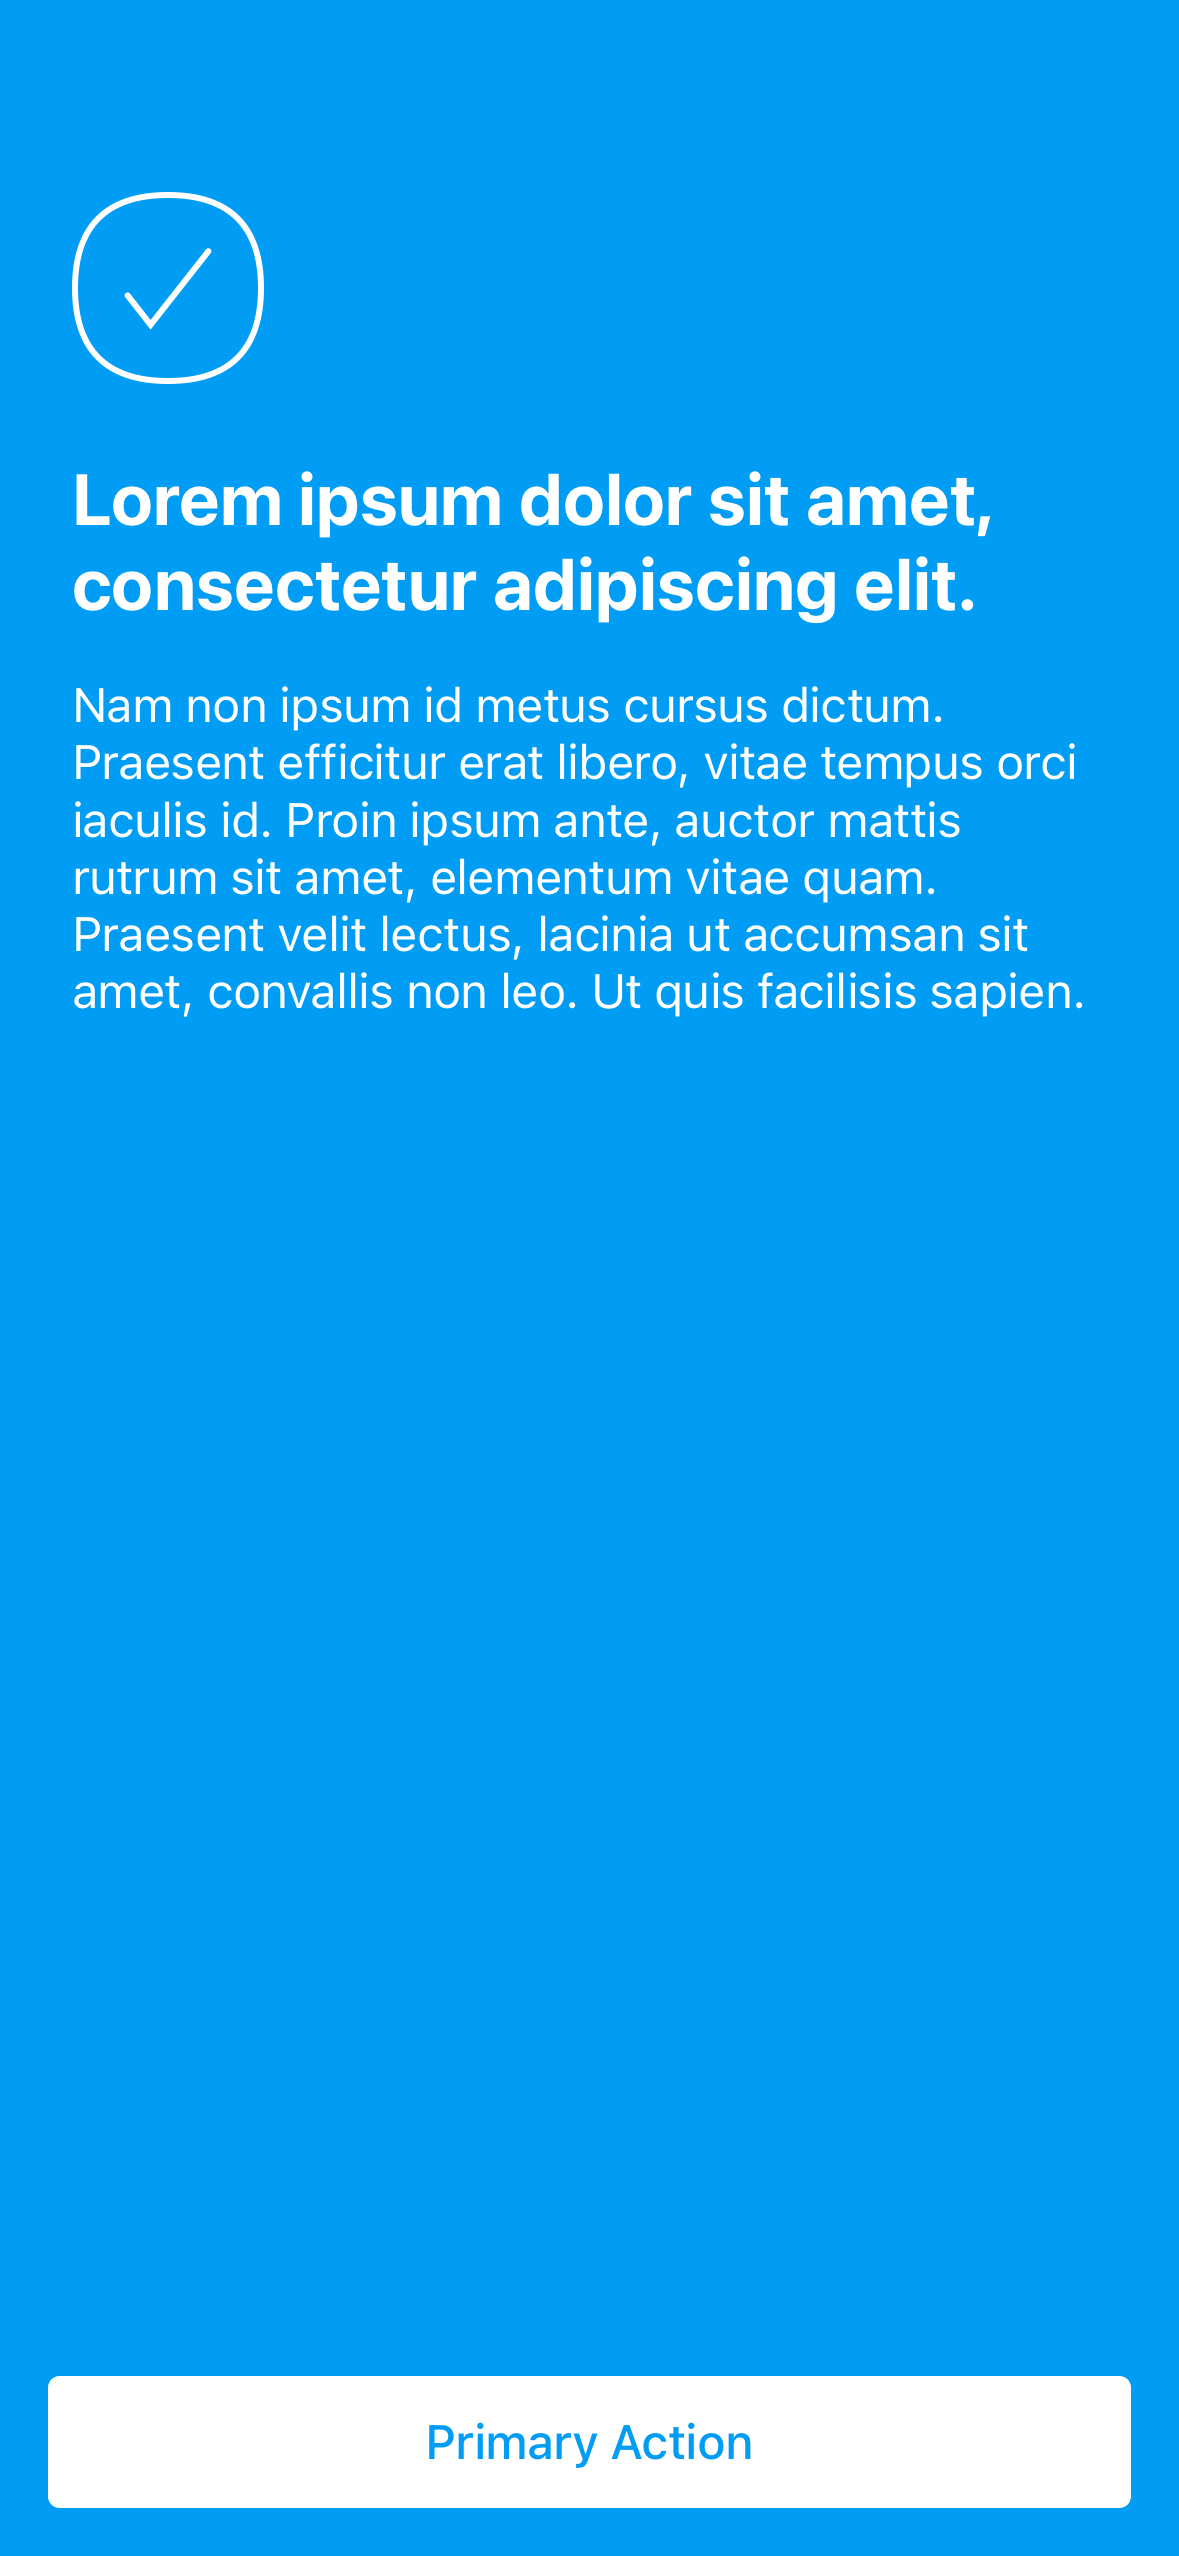 Lorem ipsum dolor sit amet,
consectetur adipiscing elit.
Nam non ipsum id metus cursus dictum.
Praesent efficitur erat libero, vitae tempus orci
iaculis id. Proin ipsum ante, auctor mattis
rutrum sit amet, elementum vitae quam.
Praesent velit lectus, lacinia ut accumsan sit
amet, convallis non leo. Ut quis facilisis sapien.
Primary Action